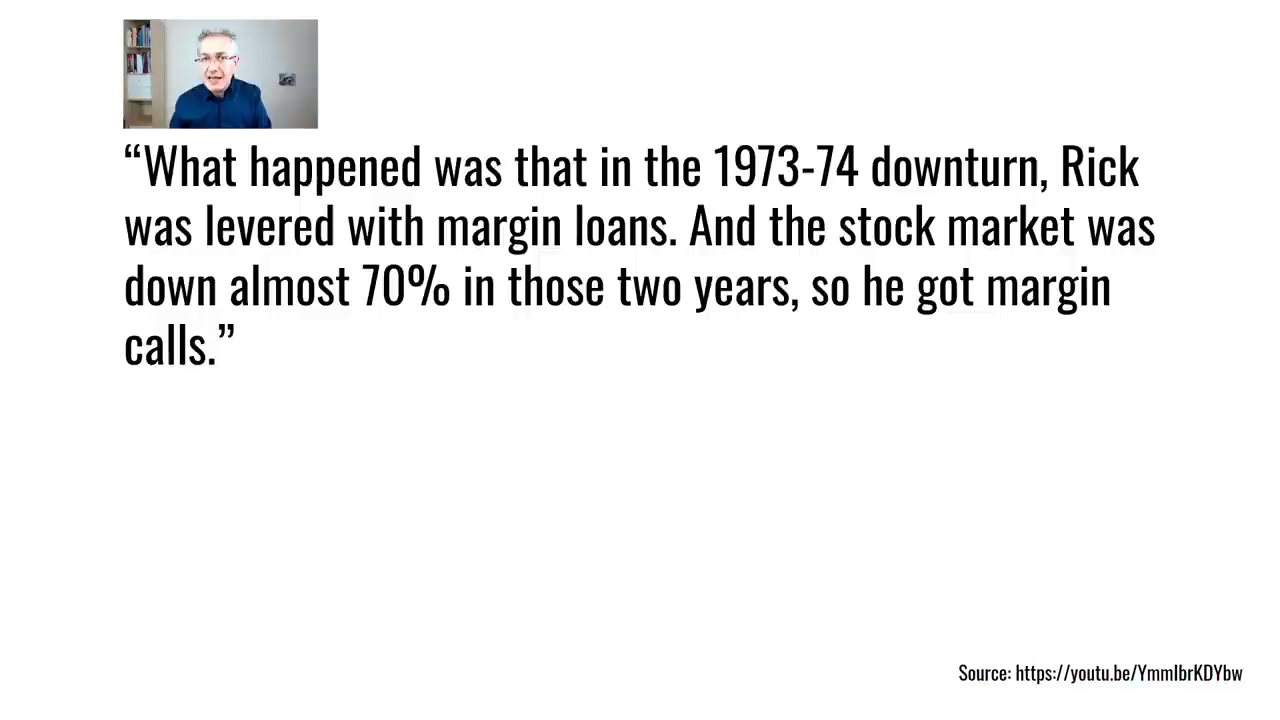 “What happened was that in the 1973-74 downturn, Rick
was levered with margin loans. And the stock market was
down almost 70% in those two years, so he got margin
calls.”
Source: https://youtu.be/YmmlbrKDYbw